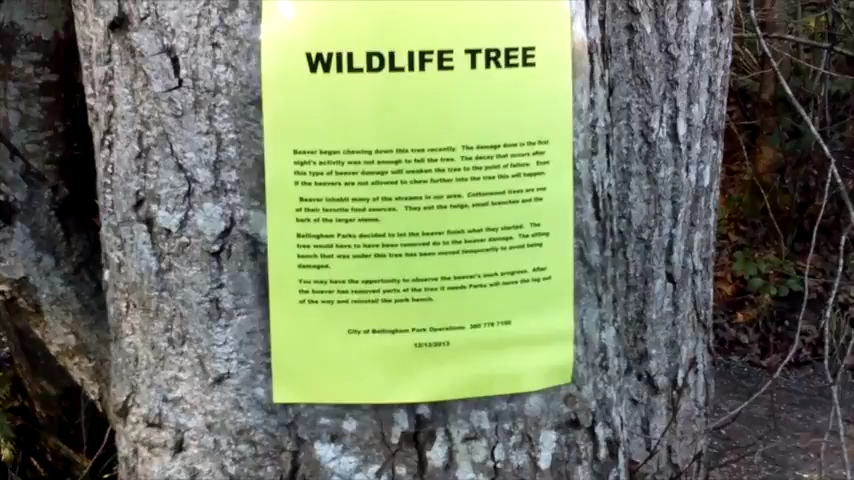 WILDLIFE TREE
Beaver began chewing down this tree recently. The damage done in the first
night's activity was not enough to fell the tree. The decay that occurs after
this type of beaver damage will weaken the tree to the point of failure. Even
if the beavers are not allowed to chew further into the tree this will happen.
Beaver inhabit many of the streams in our area. Cottonwood trees are one
of their favorite food sources. They eat the twigs, small branches and the
bark of the larger stems.
Bellingham Parks decided to let the beaver finish what they started. The
tree would have to have been removed do to the beaver damage. The sitting
bench that was under this tree has been moved temporarily to avoid being
damaged.
You may have the opportunity to observe the beaver's work progress. After
the beaver has removed parts of the tree it needs Parks will move the log out
of the way and reinstall the park bench.
City of Bellingham Park Operations 360 778 7100
12/12/2013